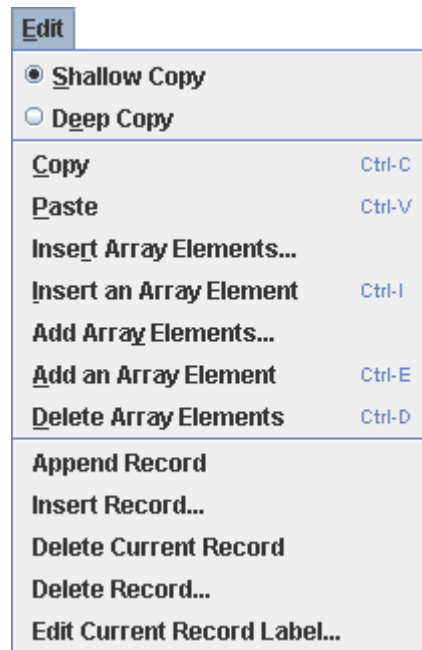 Edit
Shallow Copy
Deep Copy
Copy Ctrl-C
Paste Ctrl-V
Insert Array Elements...
Insert an Array Element Ctrl-I
Add Array Elements...
Add an Array Element Ctrl-E
Delete Array Elements Ctrl-D
Append Record
Insert Record...
Delete Current Record
Delete Record...
Edit Current Record Label...